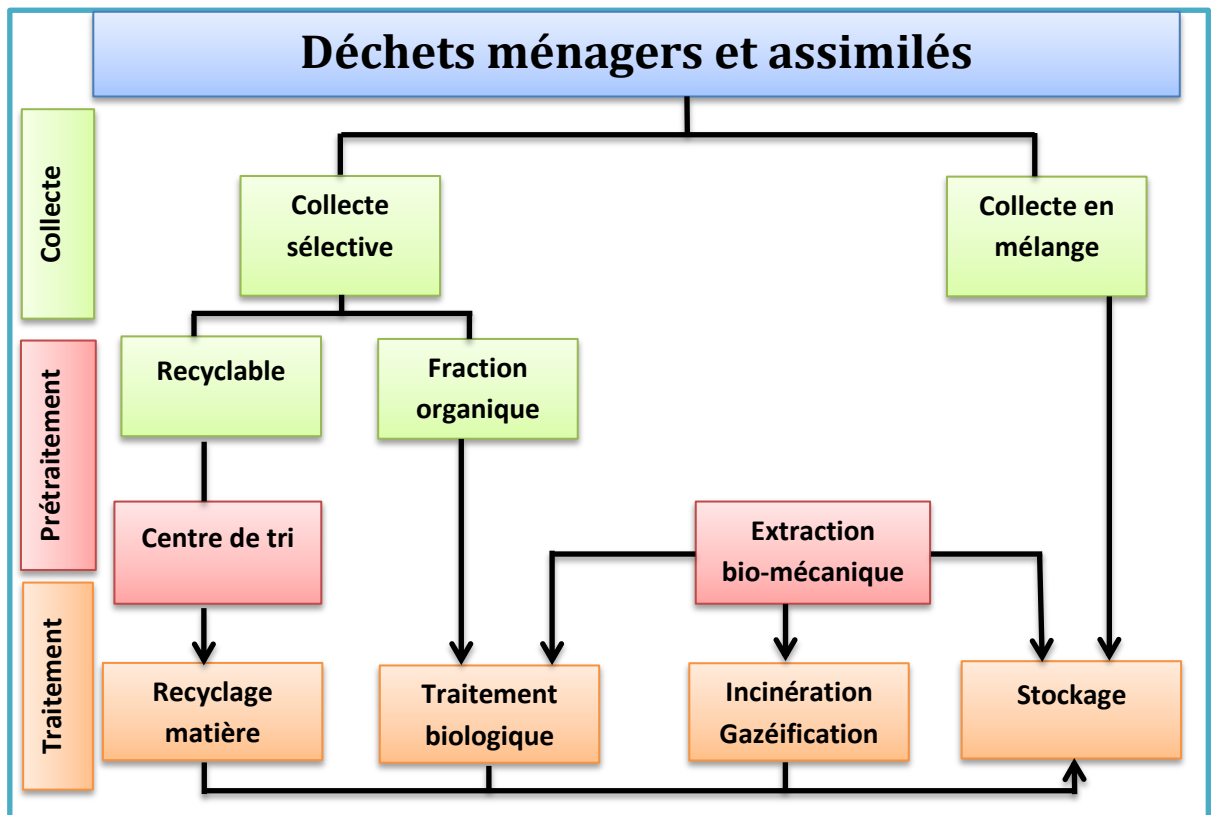 Déchets ménagers et assimilés
Collecte
Collecte
sélective
Collecte en
mélange
Prétraitement
Recyclable
Fraction
organique
Centre de tri
Extraction
bio-mécanique
Traitement
Recyclage
matière
Traitement
biologique
Incinération
Gazéification
Stockage